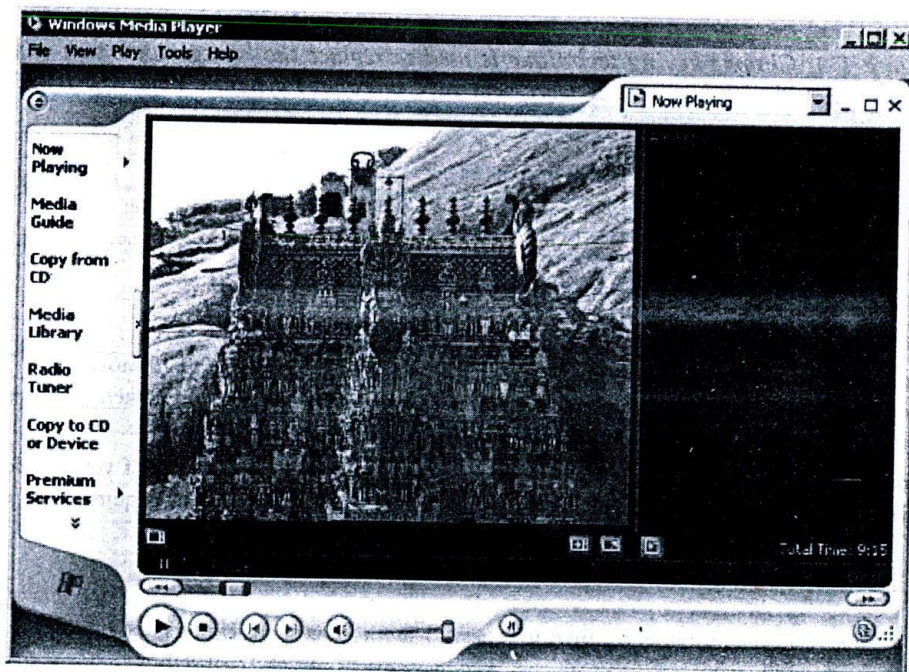 Windows Media Player
File View Play Tools Help
Now Playing
Now
Playing
Media
Guide
Copy from
CD
Media
Library
Radio
Tuner
Copy to CD
or Device
Premium
Services
Total Time: 9:15